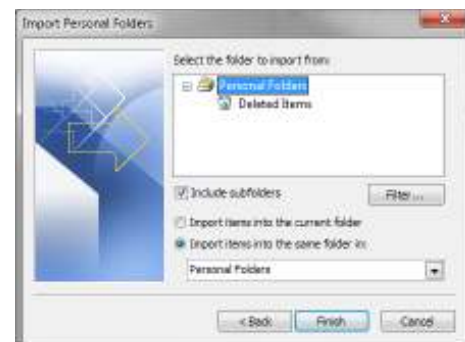 Import Personal Folders
Select the folder to import from:
Personal Folders
Deleted Items
Include subfolders
Filter ...
Import items into the current folder
Import items into the same folder in:
Personal Folders
< Back
Finish
Cancel